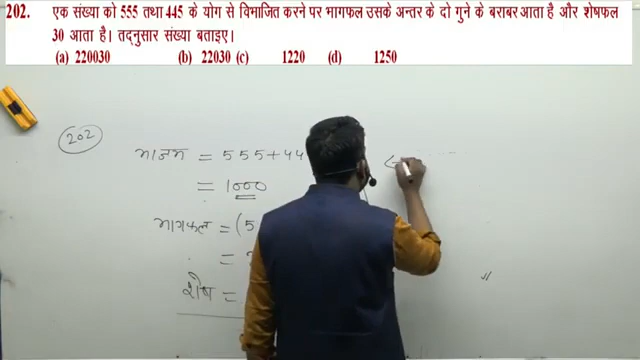 202. एक संख्या को 555 तथा 445 के योग से विभाजित करने पर भागफल उसके अन्तर के दो गुने के बराबर आता है और शेषफल
30 आता है। तद्नुसार संख्या बताइए।
(a) 220030 (b) 22030 (c) 1220 (d) 1250
202
भाजक = 555+44
= 1000
भागफल = (5
=
शेष =